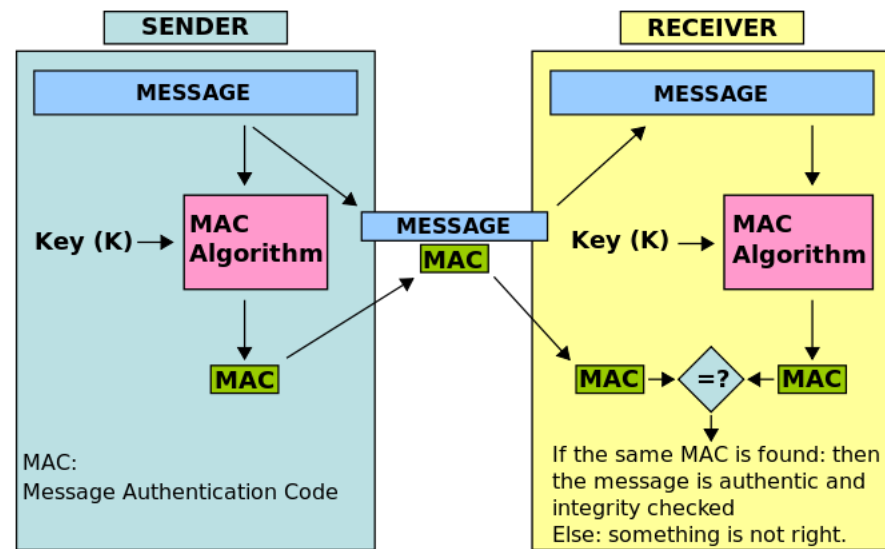 SENDER
MESSAGE
Key (K)
MAC
Algorithm
MAC
MAC:
Message Authentication Code
MESSAGE
MAC
RECEIVER
MESSAGE
Key (K)
MAC
Algorithm
MAC
=?
MAC
If the same MAC is found: then
the message is authentic and
integrity checked
Else: something is not right.